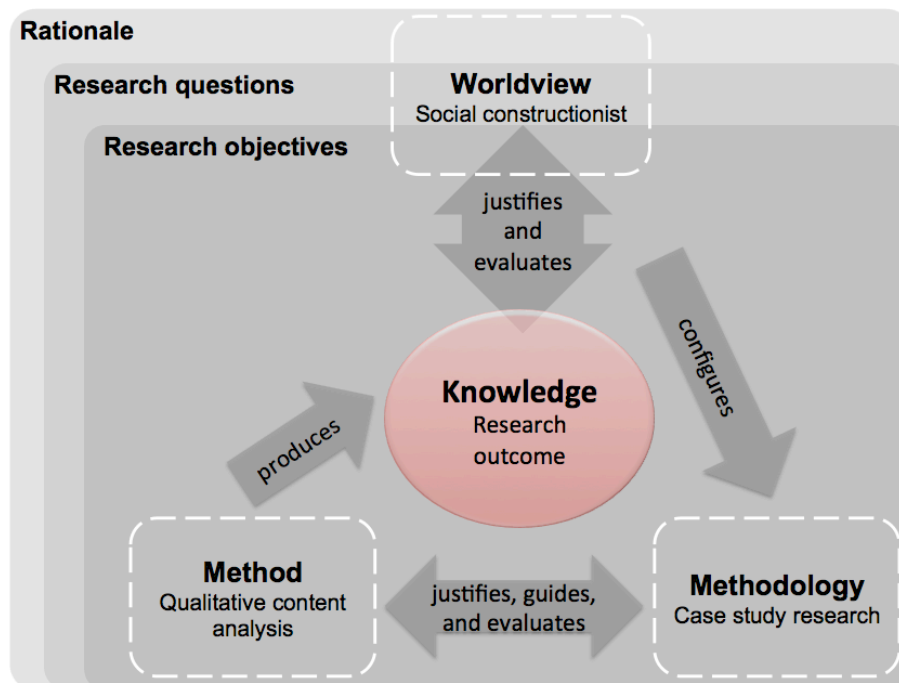 Rationale
Research questions
Research objectives
Worldview
Social constructionist
justifies
and
evaluates
configures
Knowledge
Research
outcome
produces
Method
Qualitative content
analysis
justifies, guides,
and evaluates
Methodology
Case study research